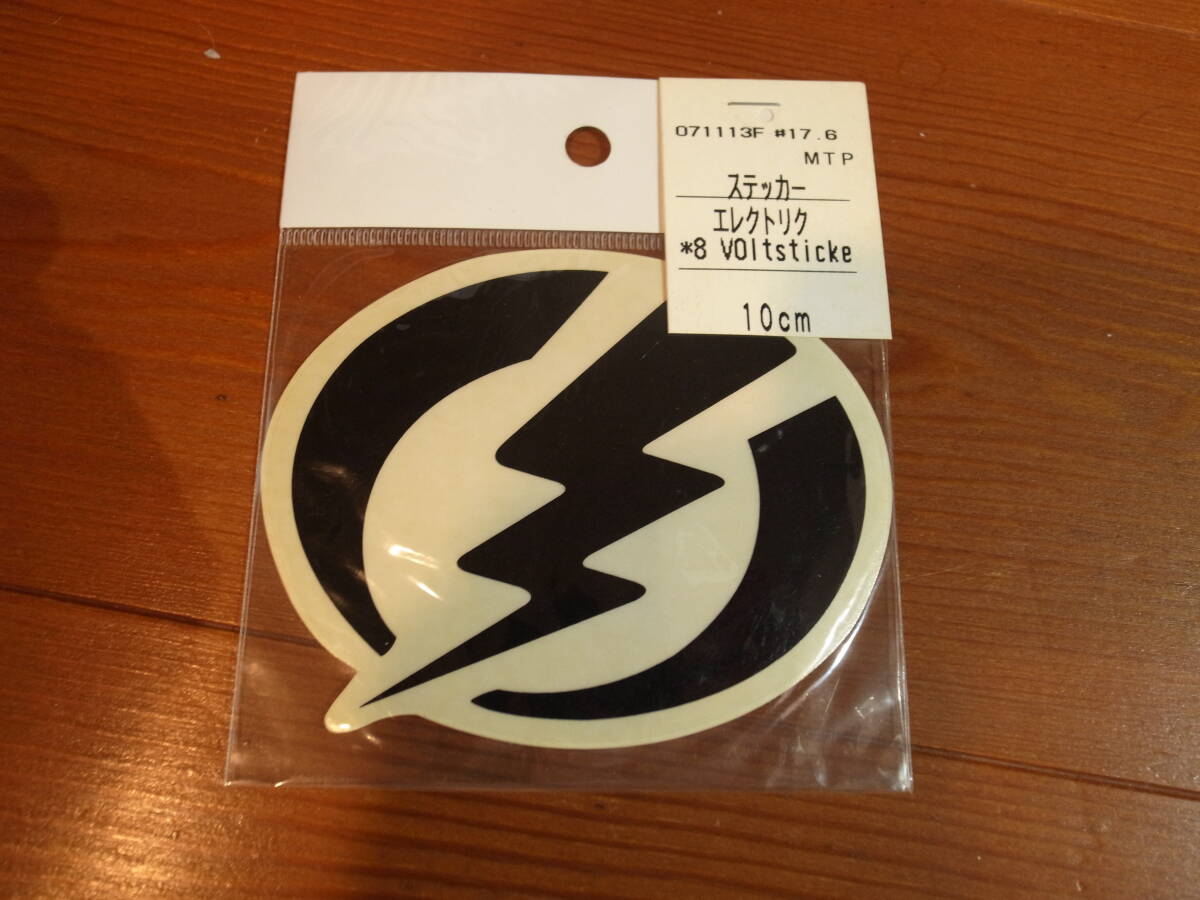 071113F #17.6
MTP
ステッカー
エレクトリク
*8 VOltsticke
10cm